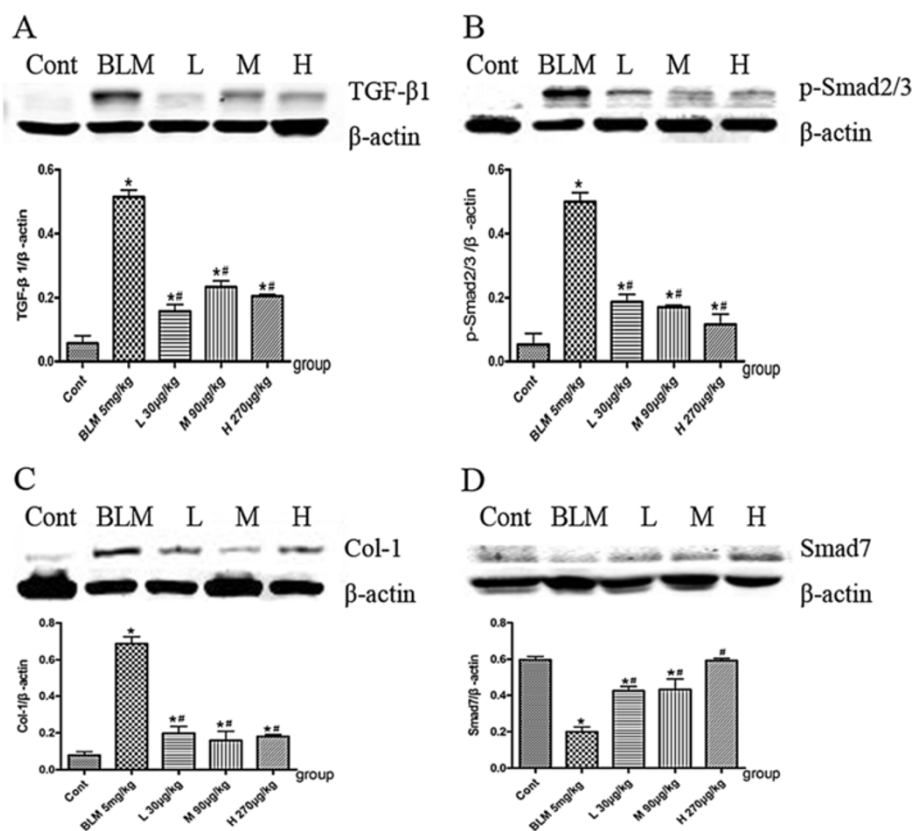 A
Cont BLM L M H
TGF-β1
β-actin
TGF-β 1/β -actin
0.6
0.4
0.2
0.0
*
*#
*#
*#
group
Cont
BLM 5mg/kg
L 30μg/kg
M 90μg/kg
H 270μg/kg
B
Cont BLM L M H
p-Smad2/3
β-actin
p-Smad2/3 /β -actin
0.6
0.4
0.2
0.0
*
*#
*#
*#
group
Cont
BLM 5mg/kg
L 30μg/kg
M 90μg/kg
H 270μg/kg
C
Cont BLM L M H
Col-1
β-actin
Col-1/β -actin
0.8
0.6
0.4
0.2
0.0
*
*#
*#
*#
group
Cont
BLM 5mg/kg
L 30μg/kg
M 90μg/kg
H 270μg/kg
D
Cont BLM L M H
Smad7
β-actin
Smad7/β -actin
0.8
0.6
0.4
0.2
0.0
*
*#
*#
#
group
Cont
BLM 5mg/kg
L 30μg/kg
M 90μg/kg
H 270μg/kg